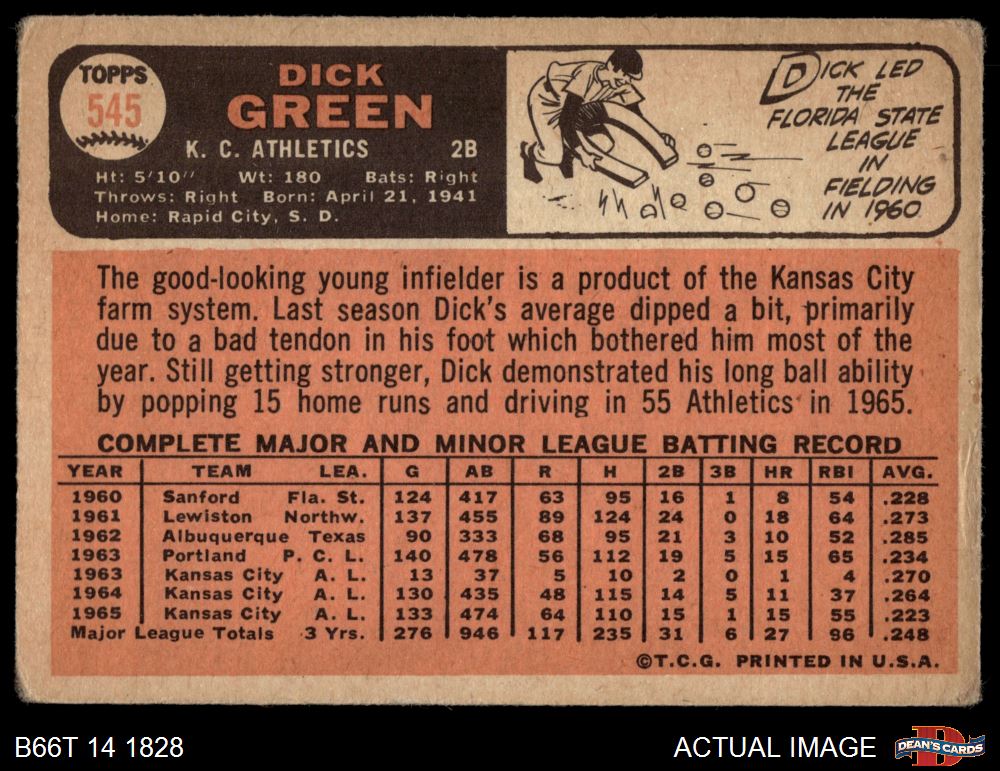 TOPPS
545
DICK
GREEN
K. C. ATHLETICS 2B
Ht: 5'10" Wt: 180 Bats: Right
Throws: Right Born: April 21, 1941
Home: Rapid City, S. D.
DICK LED
THE
FLORIDA STATE
LEAGUE
IN
FIELDING
IN 1960
The good-looking young infielder is a product of the Kansas City
farm system. Last season Dick's average dipped a bit, primarily
due to a bad tendon in his foot which bothered him most of the
year. Still getting stronger, Dick demonstrated his long ball ability
by popping 15 home runs and driving in 55 Athletics in 1965.
COMPLETE MAJOR AND MINOR LEAGUE BATTING RECORD
YEAR TEAM LEA. G AB R H 2B 3B HR RBI AVG.
1960 Sanford Fla. St. 124 417 63 95 16 1 8 54 .228
1961 Lewiston Northw. 137 455 89 124 24 0 18 64 .273
1962 Albuquerque Texas 90 333 68 95 21 3 10 52 .285
1963 Portland P. C. L. 140 478 56 112 19 5 15 65 .234
1963 Kansas City A. L. 13 37 5 10 2 0 1 4 .270
1964 Kansas City A. L. 130 435 48 115 14 5 11 37 .264
1965 Kansas City A. L. 133 474 64 110 15 1 15 55 .223
Major League Totals 3 Yrs. 276 946 117 235 31 6 27 96 .248
©T.C.G. PRINTED IN U.S.A.
B66T 14 1828
ACTUAL IMAGE
D
DEAN'S CARDS